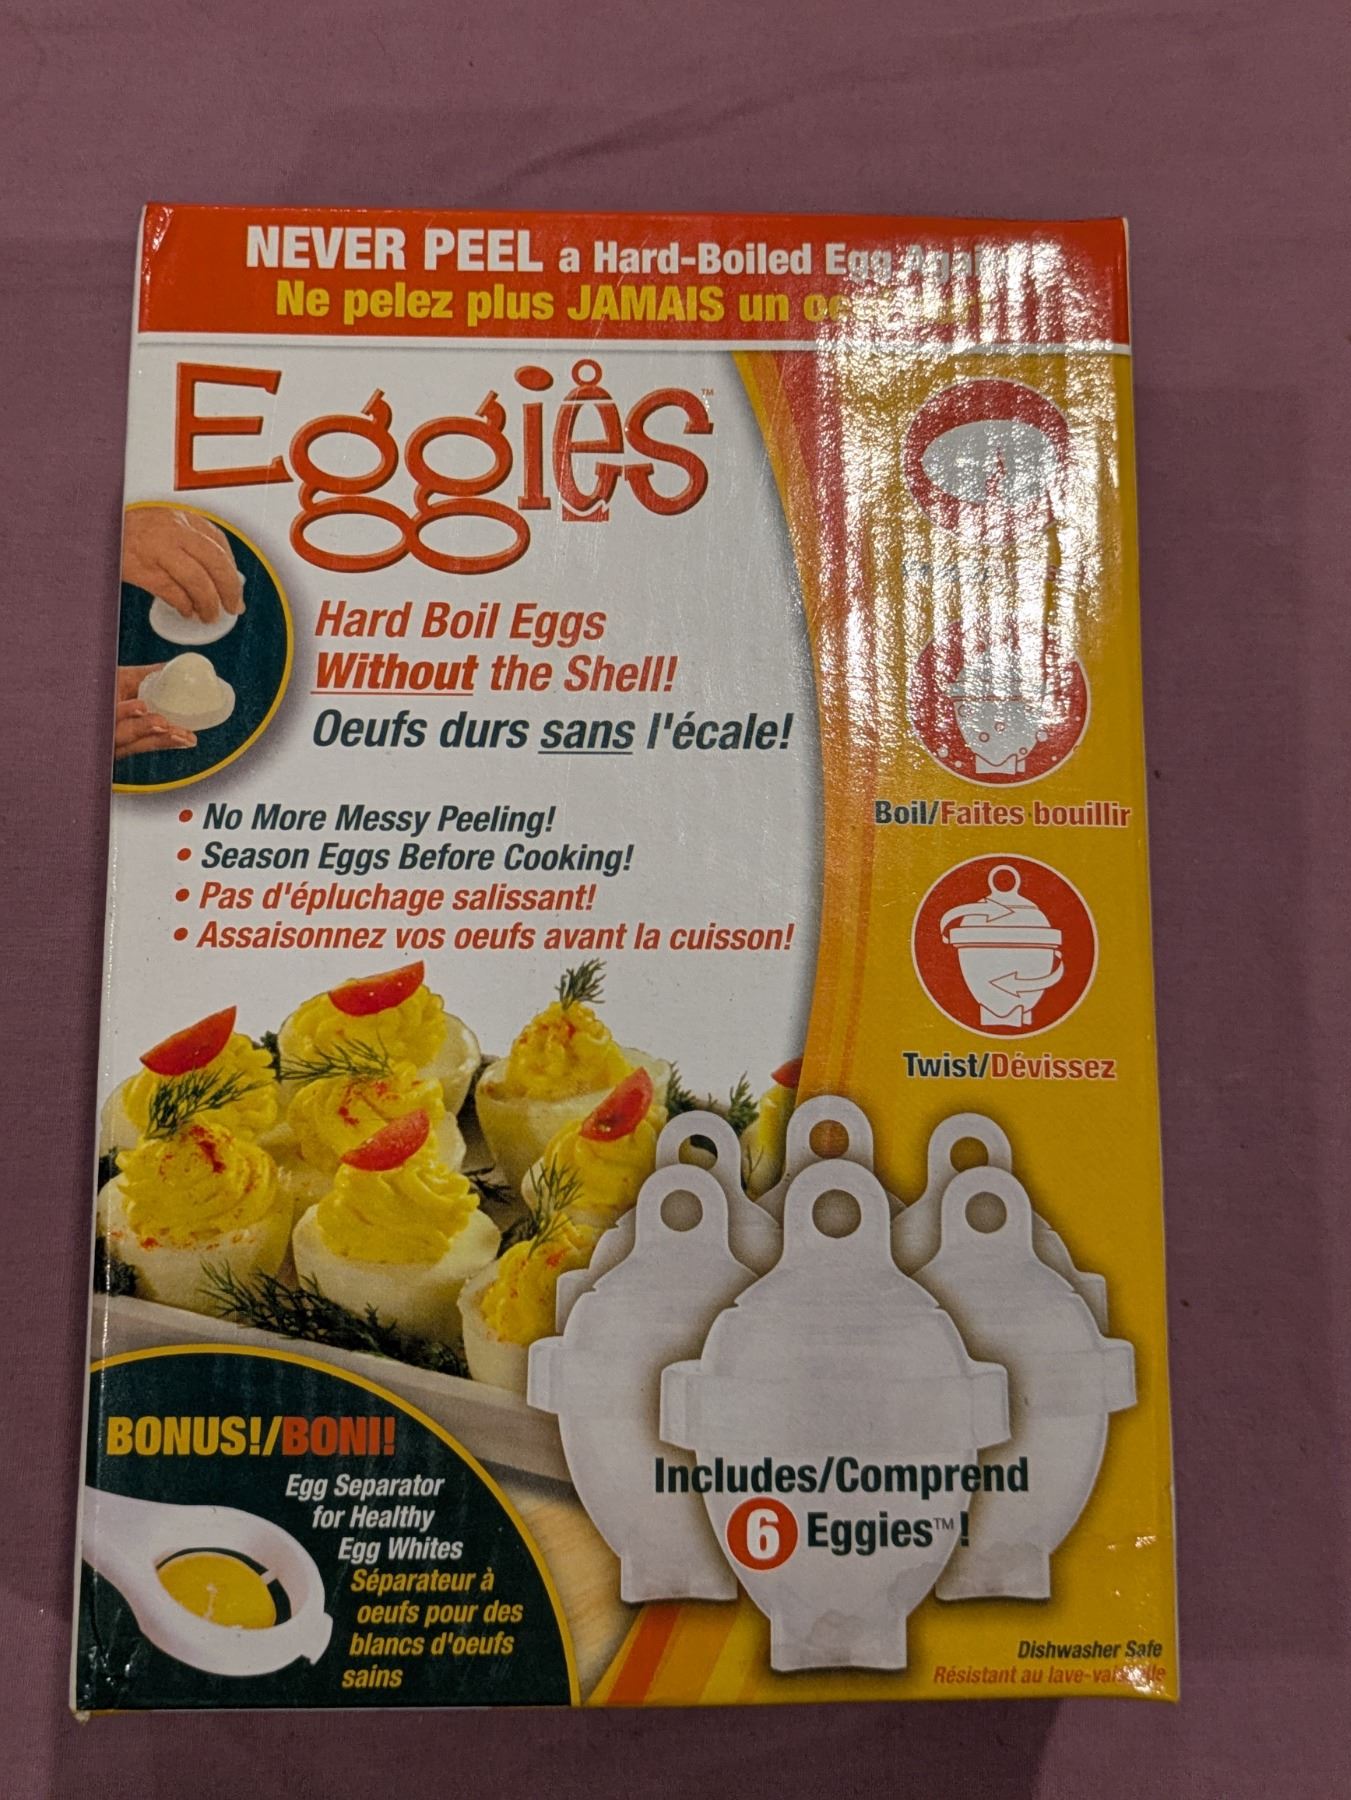 NEVER PEEL a Hard-Boiled Egg Again
Ne pelez plus JAMAIS un
Eggies™
Hard Boil Eggs
Without the Shell!
Oeufs durs sans l'écale!
• No More Messy Peeling!
• Season Eggs Before Cooking!
• Pas d'épluchage salissant!
• Assaisonnez vos oeufs avant la cuisson!
Boil/Faites bouillir
Twist/Dévissez
BONUS!/BONI!
Egg Separator
for Healthy
Egg Whites
Séparateur à
oeufs pour des
blancs d'oeufs
sains
Includes/Comprend
6 Eggies™!
Dishwasher Safe
Résistant au lave-vaisselle